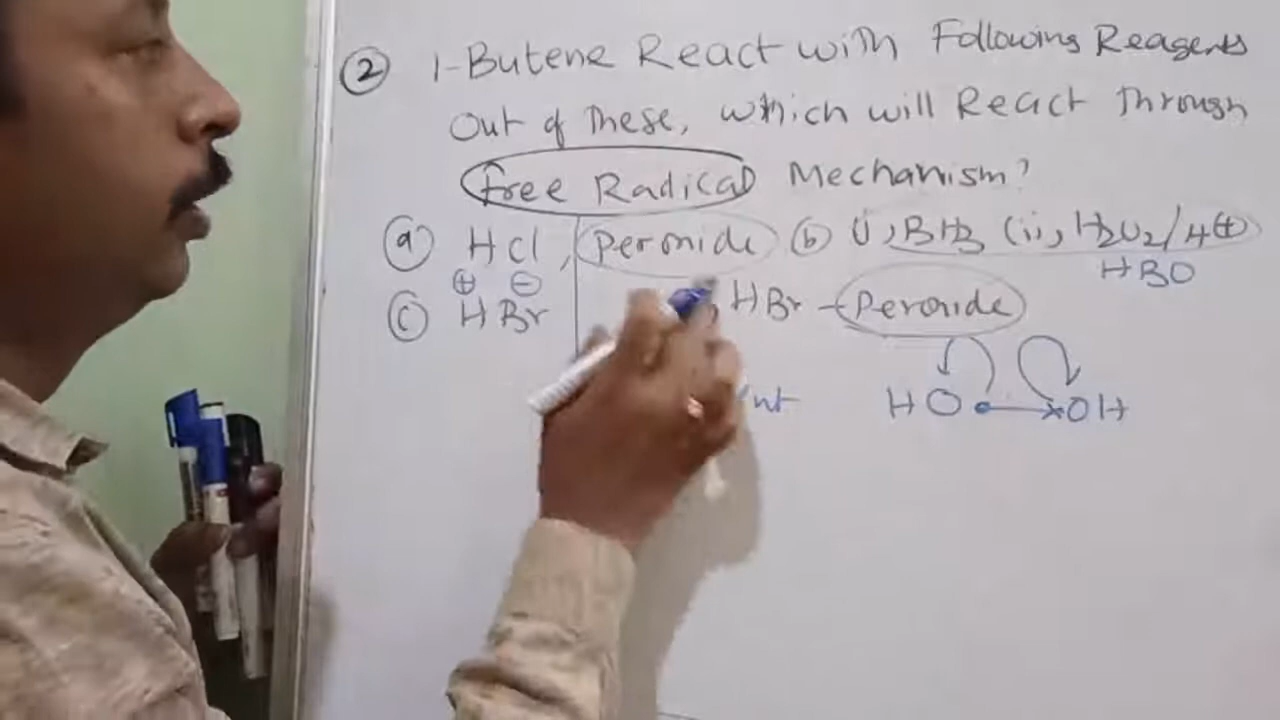 ② 1-Butene React with Following Reagents
Out of These, which will React Through
Free Radical Mechanism?
ⓐ HCl, Peroxide ⓑ i, BH3 (ii, H2O2/H⊕
HBO
⊕ ⊖
ⓒ HBr HBr - Peroxide
HO OH